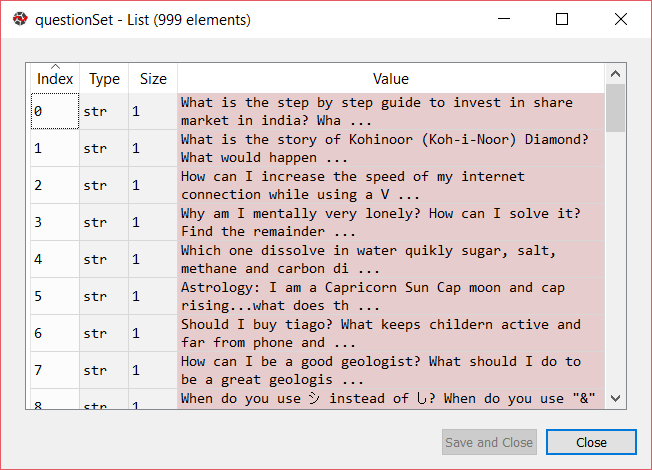 questionSet - List (999 elements)
Index Type Size Value
0 str 1 What is the step by step guide to invest in share
market in india? Wha ...
1 str 1 What is the story of Kohinoor (Koh-i-Noor) Diamond?
What would happen ...
2 str 1 How can I increase the speed of my internet
connection while using a V ...
3 str 1 Why am I mentally very lonely? How can I solve it?
Find the remainder ...
4 str 1 Which one dissolve in water quikly sugar, salt,
methane and carbon di ...
5 str 1 Astrology: I am a Capricorn Sun Cap moon and cap
rising...what does th ...
6 str 1 Should I buy tiago? What keeps childern active and
far from phone and ...
7 str 1 How can I be a good geologist? What should I do to
be a great geologis ...
8 str 1 When do you use シ instead of し? When do you use "&"
Save and Close Close